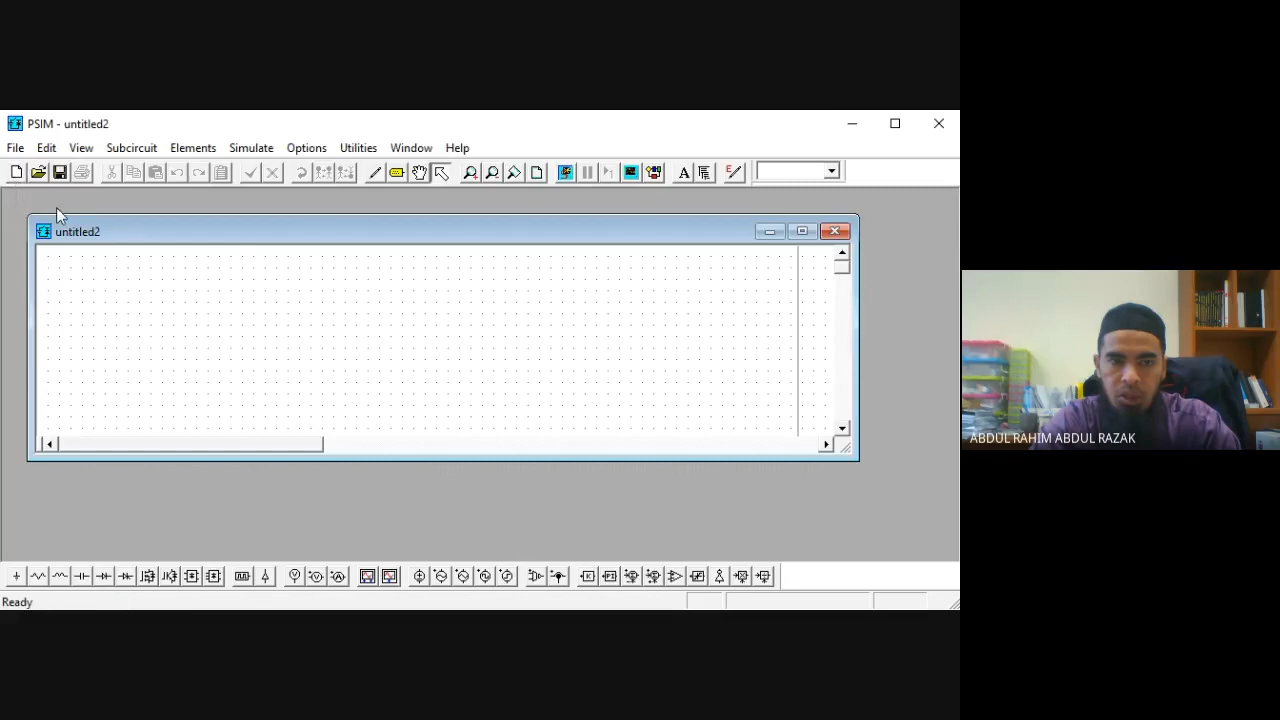 PSIM - untitled2
File Edit View Subcircuit Elements Simulate Options Utilities Window Help
A
untitled2
ABDUL RAHIM ABDUL RAZAK
Ready